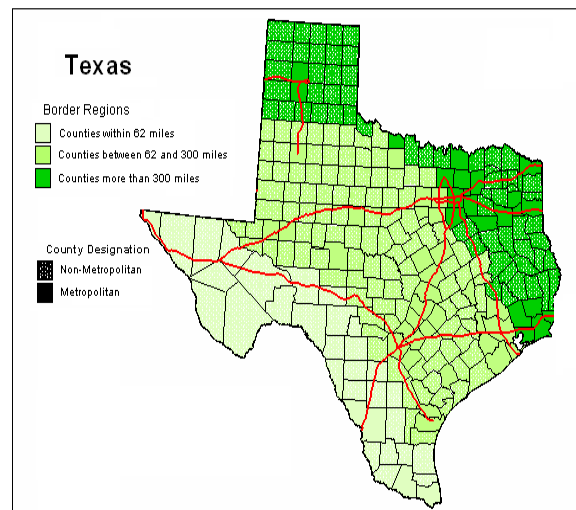 Texas
Border Regions
Counties within 62 miles
Counties between 62 and 300 miles
Counties more than 300 miles
County Designation
Non-Metropolitan
Metropolitan